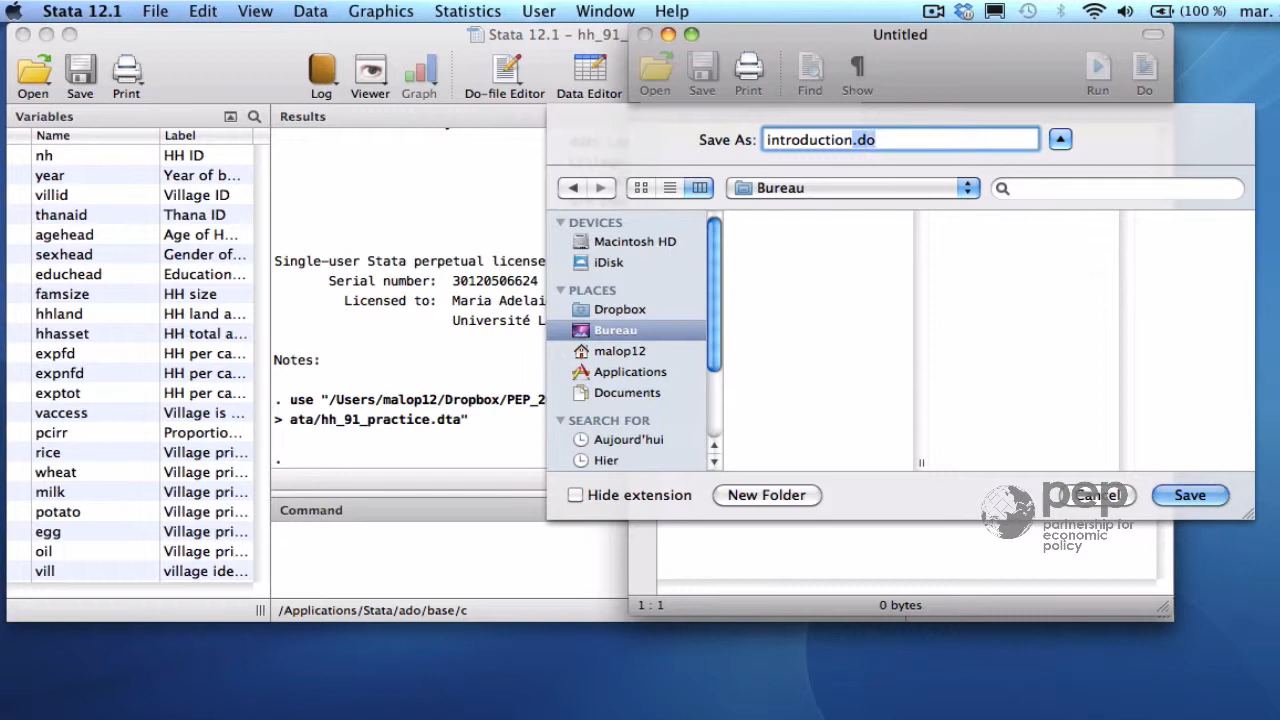 Stata 12.1 File Edit View Data Graphics Statistics User Window Help (100 %) mar.
Stata 12.1 – hh_91_
Untitled
Open Save Print Log Viewer Graph Do-file Editor Data Editor
Open Save Print Find Show Run Do
Variables
Name Label
nh HH ID
year Year of b...
villid Village ID
thanaid Thana ID
agehead Age of H...
sexhead Gender of...
educhead Education...
famsize HH size
hhland HH land a...
hhasset HH total a...
expfd HH per ca...
expnfd HH per ca...
exptot HH per ca...
vaccess Village is ...
pcirr Proportio...
rice Village pri...
wheat Village pri...
milk Village pri...
potato Village pri...
egg Village pri...
oil Village pri...
vill village ide...
Results
Single-user Stata perpetual license
Serial number: 30120506624
Licensed to: Maria Adelai
Université L
Notes:
. use "/Users/malop12/Dropbox/PEP_2
> ata/hh_91_practice.dta"
.
Command
/Applications/Stata/ado/base/c
Save As: introduction.do
Bureau
DEVICES
Macintosh HD
iDisk
PLACES
Dropbox
Bureau
malop12
Applications
Documents
SEARCH FOR
Aujourd'hui
Hier
Hide extension New Folder Cancel Save
pep
partnership for
economic
policy
1 : 1 0 bytes